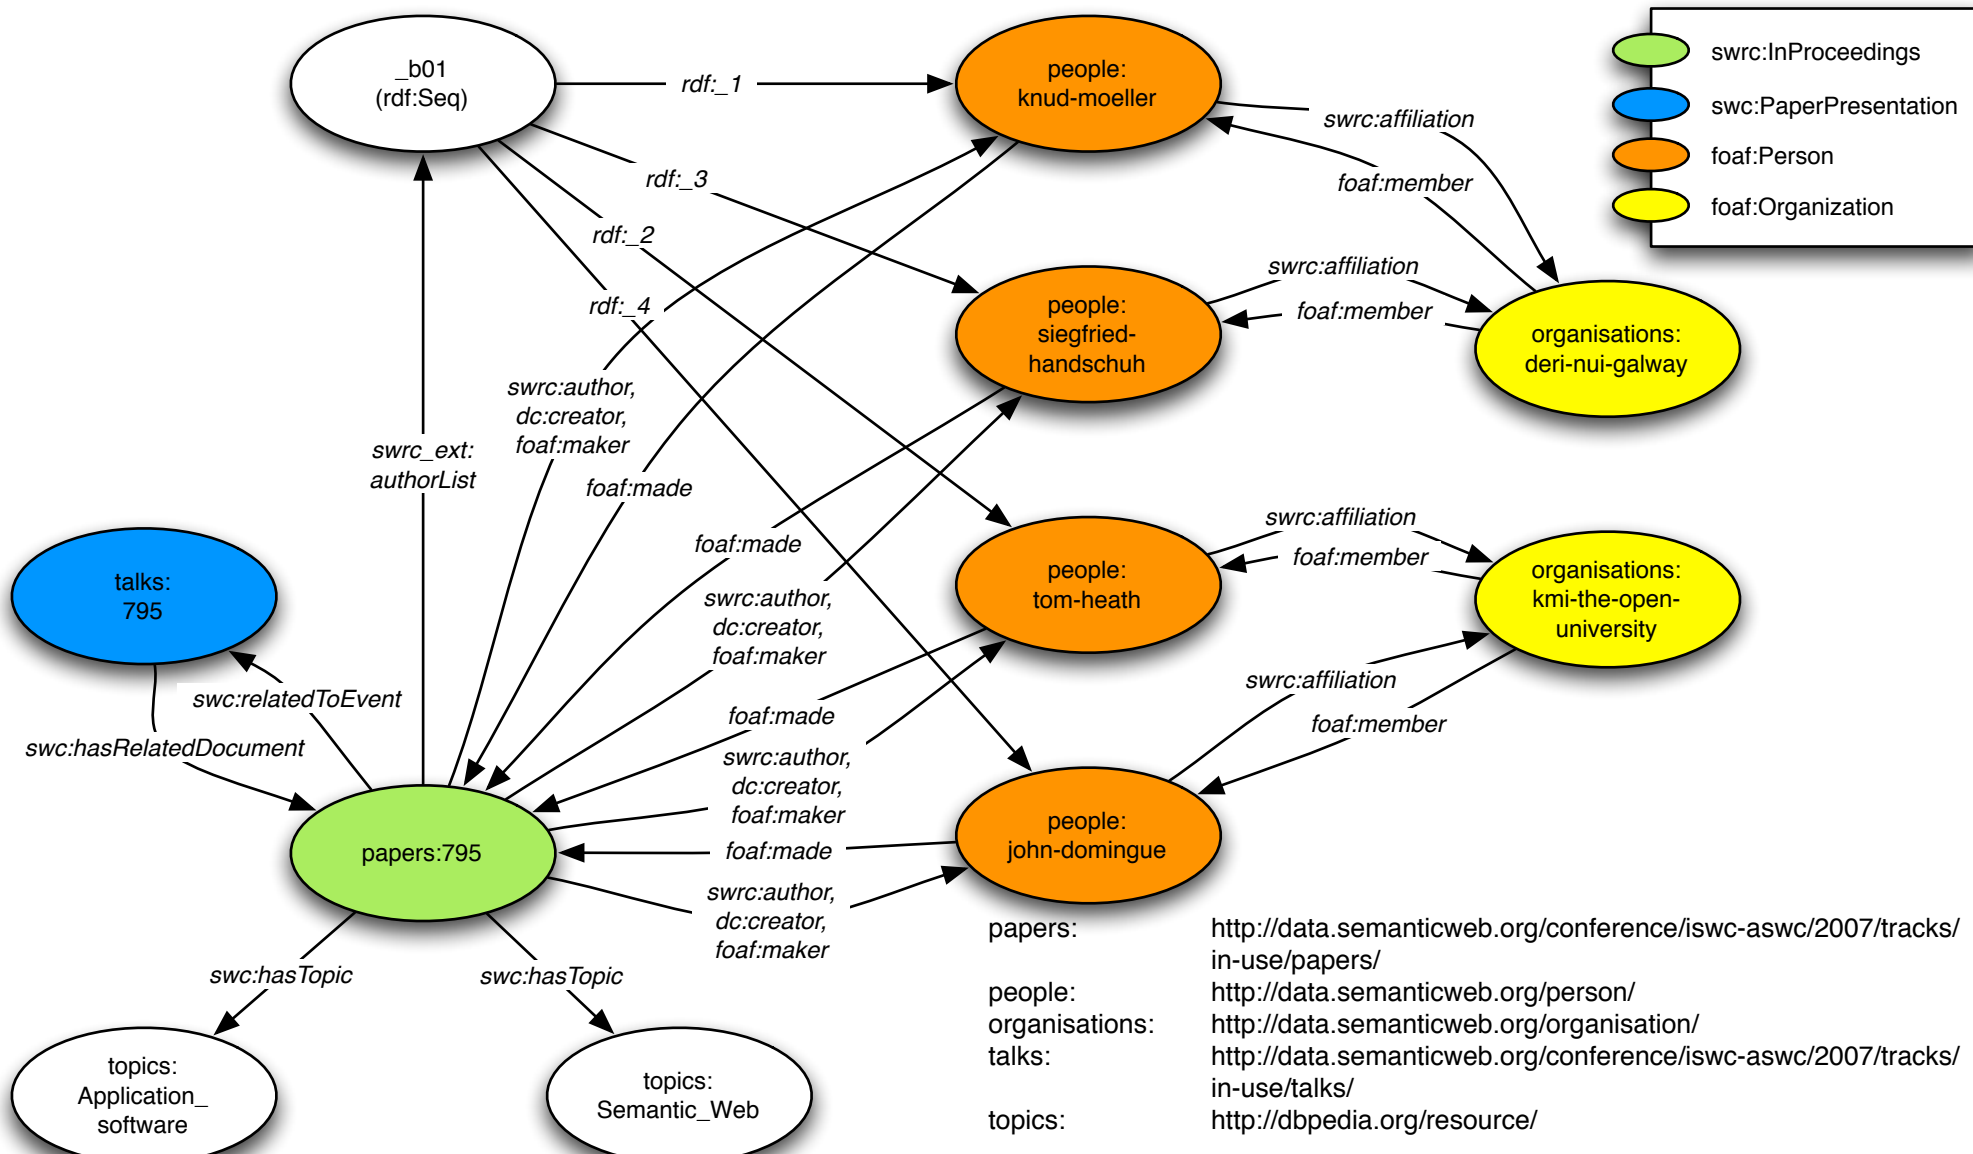 _b01
(rdf:Seq)
rdf:_1
people:
knud-moeller
swrc:affiliation
foaf:member
swrc:InProceedings
swc:PaperPresentation
foaf:Person
foaf:Organization
rdf:_3
rdf:_2
rdf:_4
people:
siegfried-
handschuh
swrc:affiliation
foaf:member
organisations:
deri-nui-galway
swrc:author,
dc:creator,
foaf:maker
swrc_ext:
authorList
foaf:made
foaf:made
people:
tom-heath
swrc:affiliation
foaf:member
organisations:
kmi-the-open-
university
talks:
795
swrc:author,
dc:creator,
foaf:maker
swc:relatedToEvent
swc:hasRelatedDocument
foaf:made
swrc:author,
dc:creator,
foaf:maker
swrc:affiliation
foaf:member
papers:795
foaf:made
people:
john-domingue
swrc:author,
dc:creator,
foaf:maker
swc:hasTopic
swc:hasTopic
topics:
Application_
software
topics:
Semantic_Web
papers: http://data.semanticweb.org/conference/iswc-aswc/2007/tracks/
in-use/papers/
people: http://data.semanticweb.org/person/
organisations: http://data.semanticweb.org/organisation/
talks: http://data.semanticweb.org/conference/iswc-aswc/2007/tracks/
in-use/talks/
topics: http://dbpedia.org/resource/